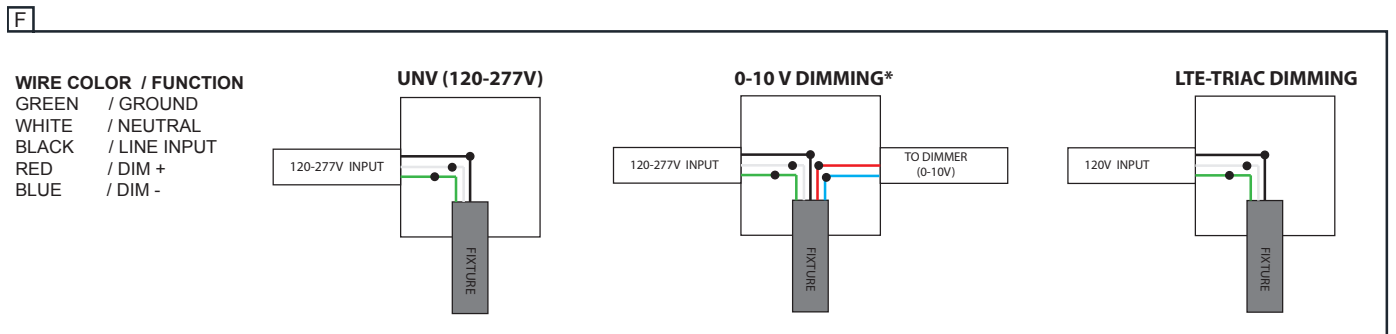 F
WIRE COLOR / FUNCTION
GREEN / GROUND
WHITE / NEUTRAL
BLACK / LINE INPUT
RED / DIM +
BLUE / DIM -
UNV (120-277V)
120-277V INPUT
FIXTURE
0-10 V DIMMING*
120-277V INPUT
TO DIMMER
(0-10V)
FIXTURE
LTE-TRIAC DIMMING
120V INPUT
FIXTURE